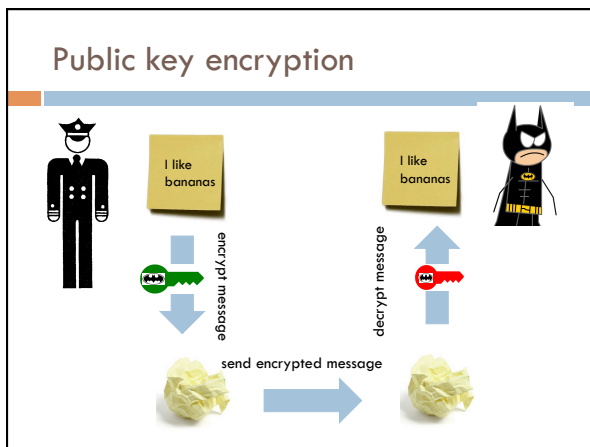 Public key encryption
I like
bananas
I like
bananas
encrypt message
decrypt message
send encrypted message